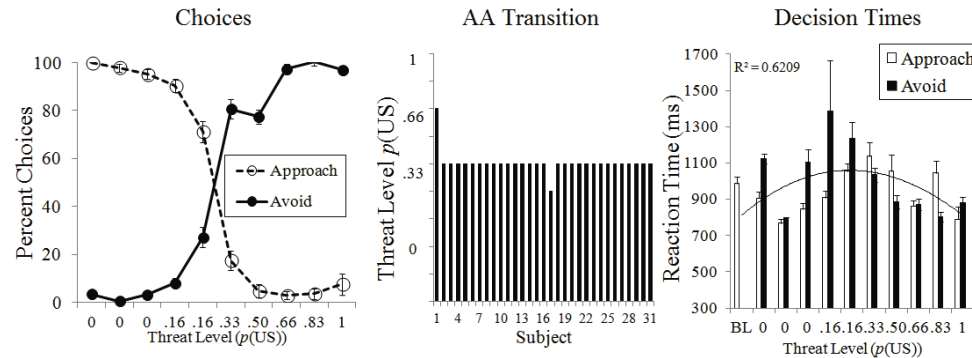 Choices
100
80
60
40
20
0
Percent Choices
Approach
Avoid
0 0 0 .16 .16 .33 .50 .66 .83 1
Threat Level (p(US))
AA Transition
1
.66
.33
0
Threat Level p(US)
1 4 7 10 13 16 19 22 25 28 31
Subject
Decision Times
1700
1500
1300
1100
900
700
500
300
Reaction Time (ms)
R² = 0.6209
Approach
Avoid
BL 0 0 0 .16 .16 .33 .50 .66 .83 1
Threat Level (p(US))